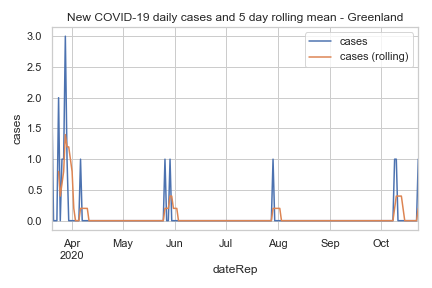 New COVID-19 daily cases and 5 day rolling mean - Greenland
cases
cases (rolling)
cases
3.0
2.5
2.0
1.5
1.0
0.5
0.0
Apr May Jun Jul Aug Sep Oct
2020
dateRep